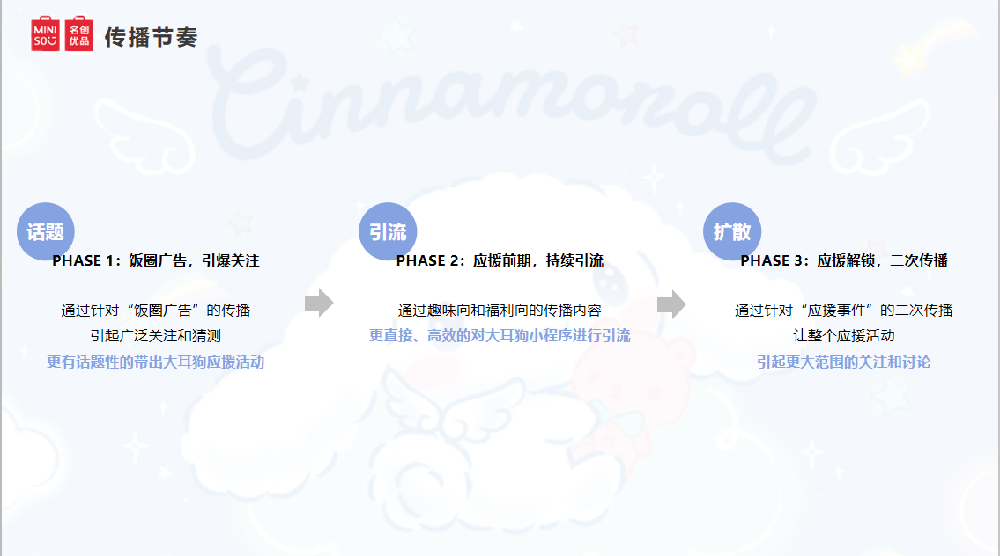 MINI
SO
名创
优品
传播节奏
Cinnamoroll
话题
PHASE 1：饭圈广告，引爆关注
通过针对“饭圈广告”的传播
引起广泛关注和猜测
更有话题性的带出大耳狗应援活动
引流
PHASE 2：应援前期，持续引流
通过趣味向和福利向的传播内容
更直接、高效的对大耳狗小程序进行引流
扩散
PHASE 3：应援解锁，二次传播
通过针对“应援事件”的二次传播
让整个应援活动
引起更大范围的关注和讨论